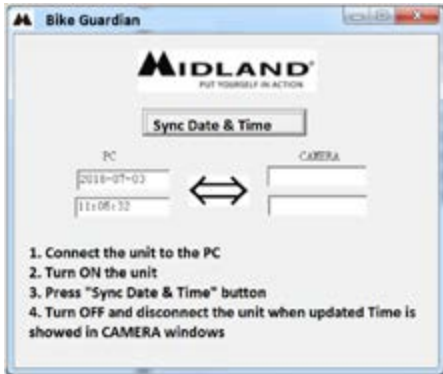 Bike Guardian
MIDLAND
PUT YOURSELF IN ACTION
Sync Date & Time
PC CAMERA
2018-07-03
11:05:32
1. Connect the unit to the PC
2. Turn ON the unit
3. Press "Sync Date & Time" button
4. Turn OFF and disconnect the unit when updated Time is
showed in CAMERA windows